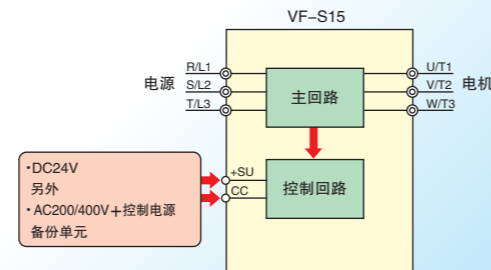 VF–S15
R/L1
U/T1
电源 S/L2
V/T2 电机
T/L3
W/T3
主回路
·DC24V
另外
·AC200/400V+控制电源
备份单元
+SU
CC
控制回路